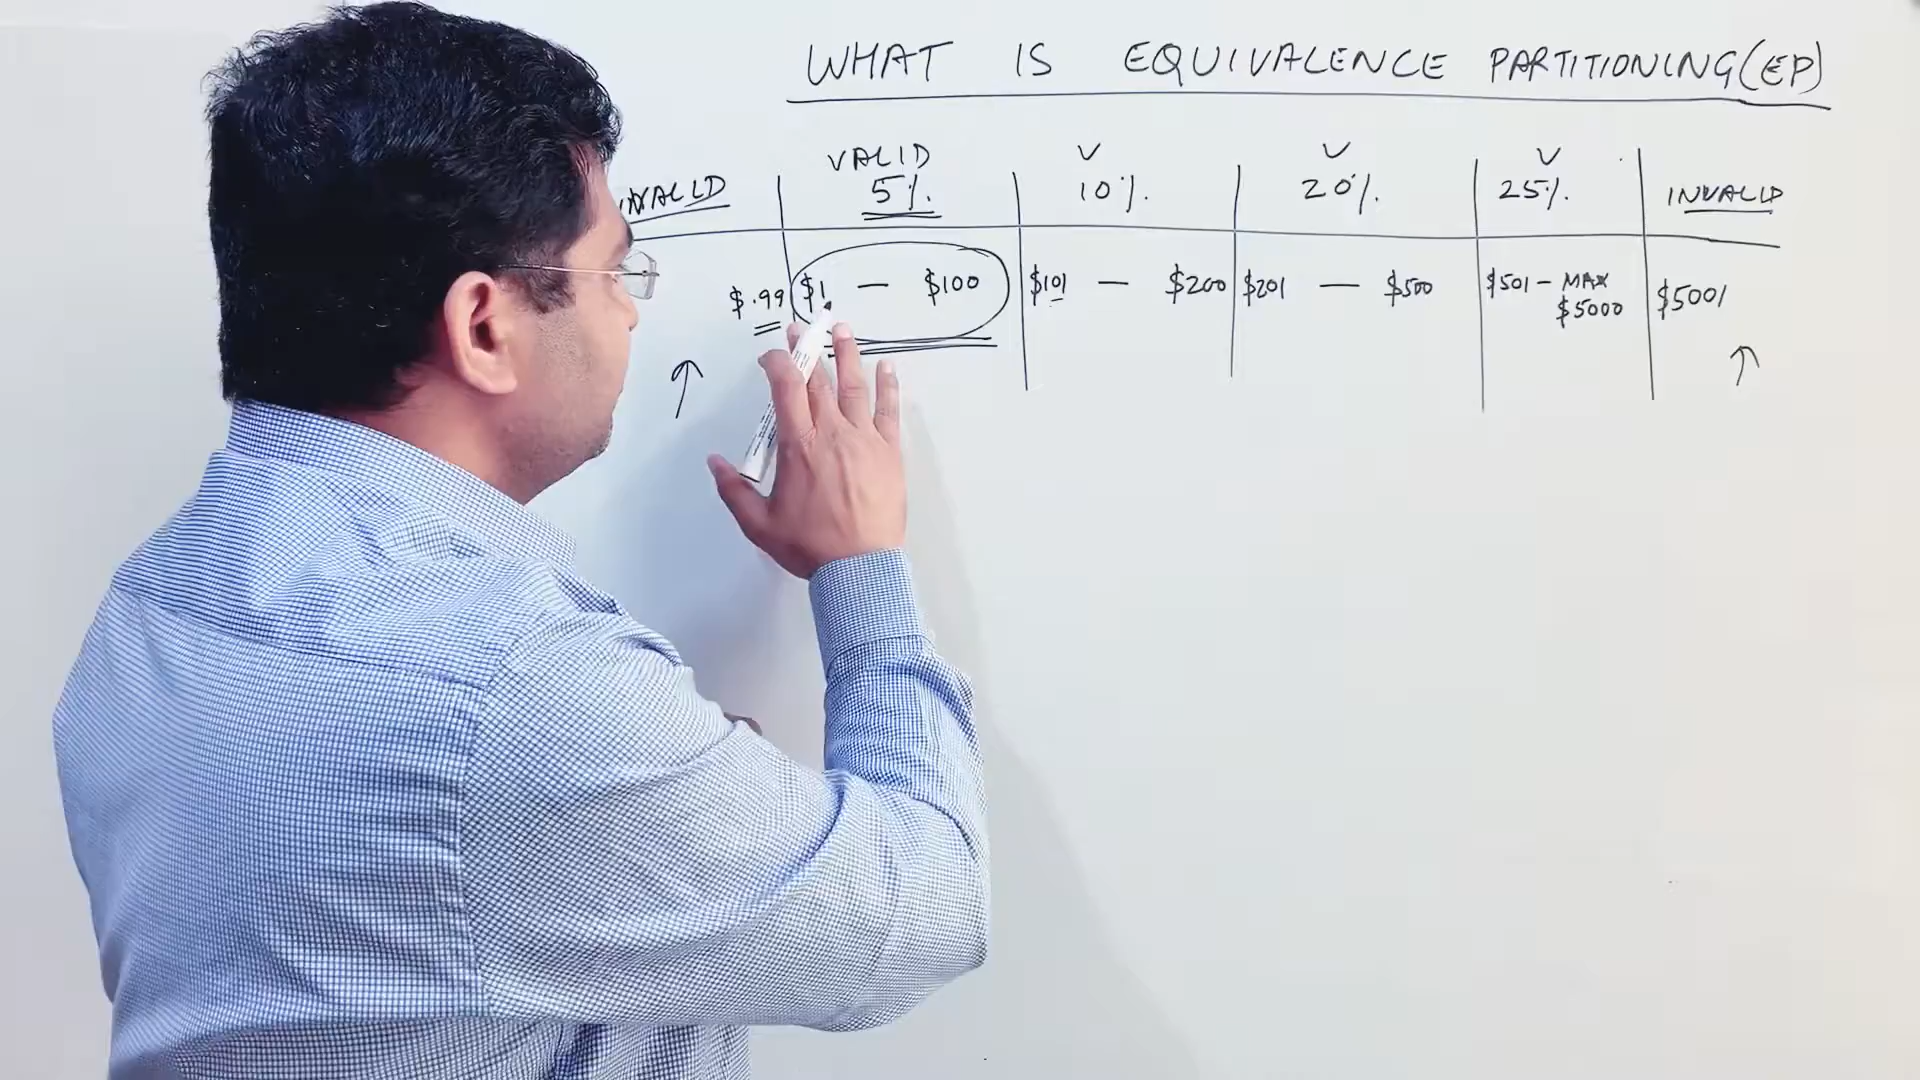 WHAT IS EQUIVALENCE PARTITIONING(EP)
VALID V V V
INVALID 5%. 10%. 20%. 25%. INVALID
$.99 $1 — $100 $101 — $200 $201 — $500 $501 - MAX $5001
$5000